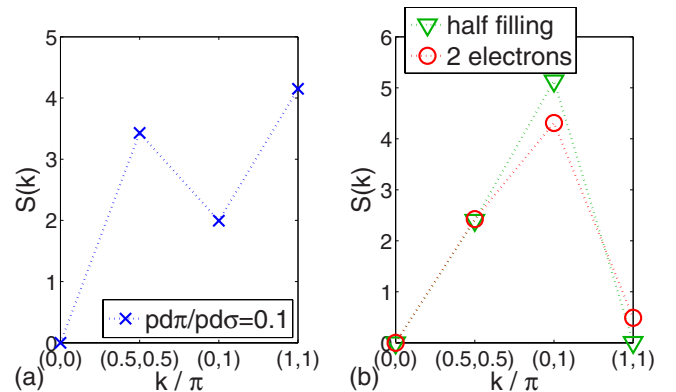 S(k)
5
4
3
2
1
0
(0,0)
(0.5,0.5)
(0,1)
(1,1)
k / π
pdπ/pdσ=0.1
(a)
half filling
2 electrons
S(k)
6
5
4
3
2
1
0
(0,0)
(0.5,0.5)
(0,1)
(1,1)
k / π
(b)